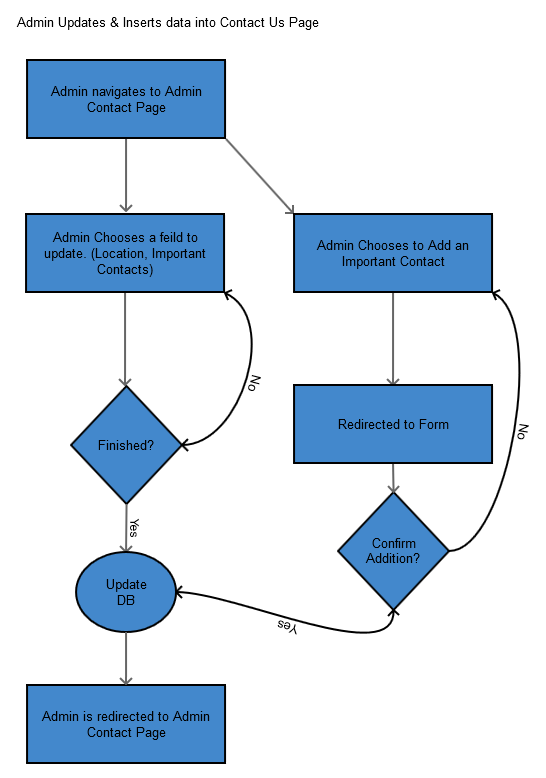 Admin Updates & Inserts data into Contact Us Page
Admin navigates to Admin
Contact Page
Admin Chooses a feild to
update. (Location, Important
Contacts)
Admin Chooses to Add an
Important Contact
No
Redirected to Form
No
Finished?
Yes
Confirm
Addition?
Update
DB
Yes
Admin is redirected to Admin
Contact Page